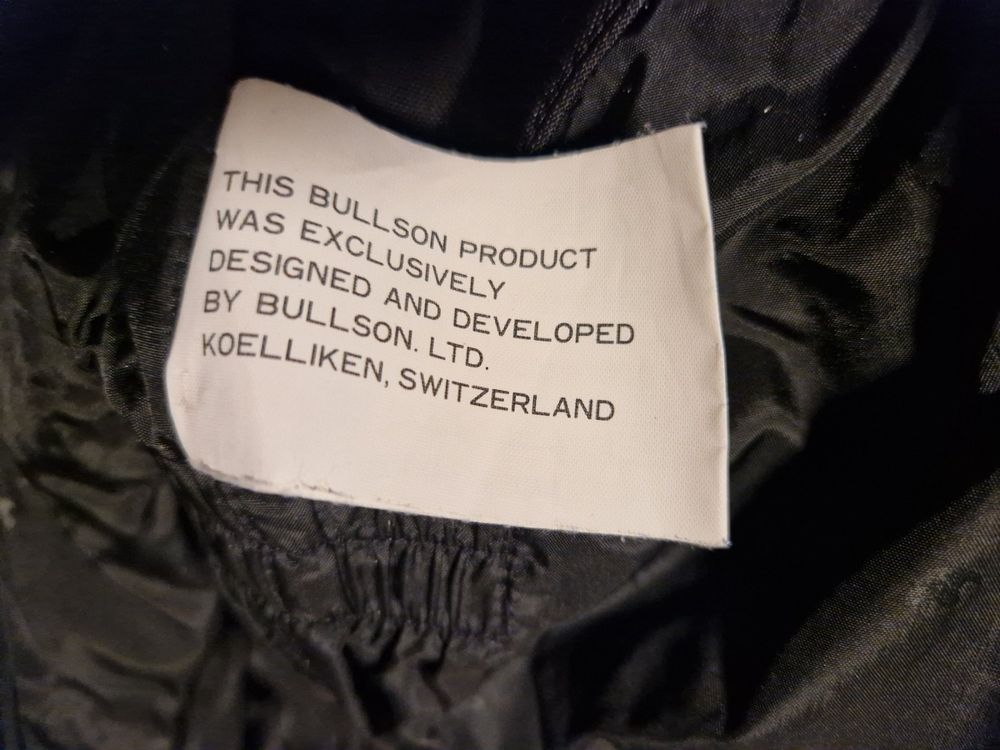 THIS BULLSON PRODUCT
WAS EXCLUSIVELY
DESIGNED AND DEVELOPED
BY BULLSON. LTD.
KOELLIKEN, SWITZERLAND